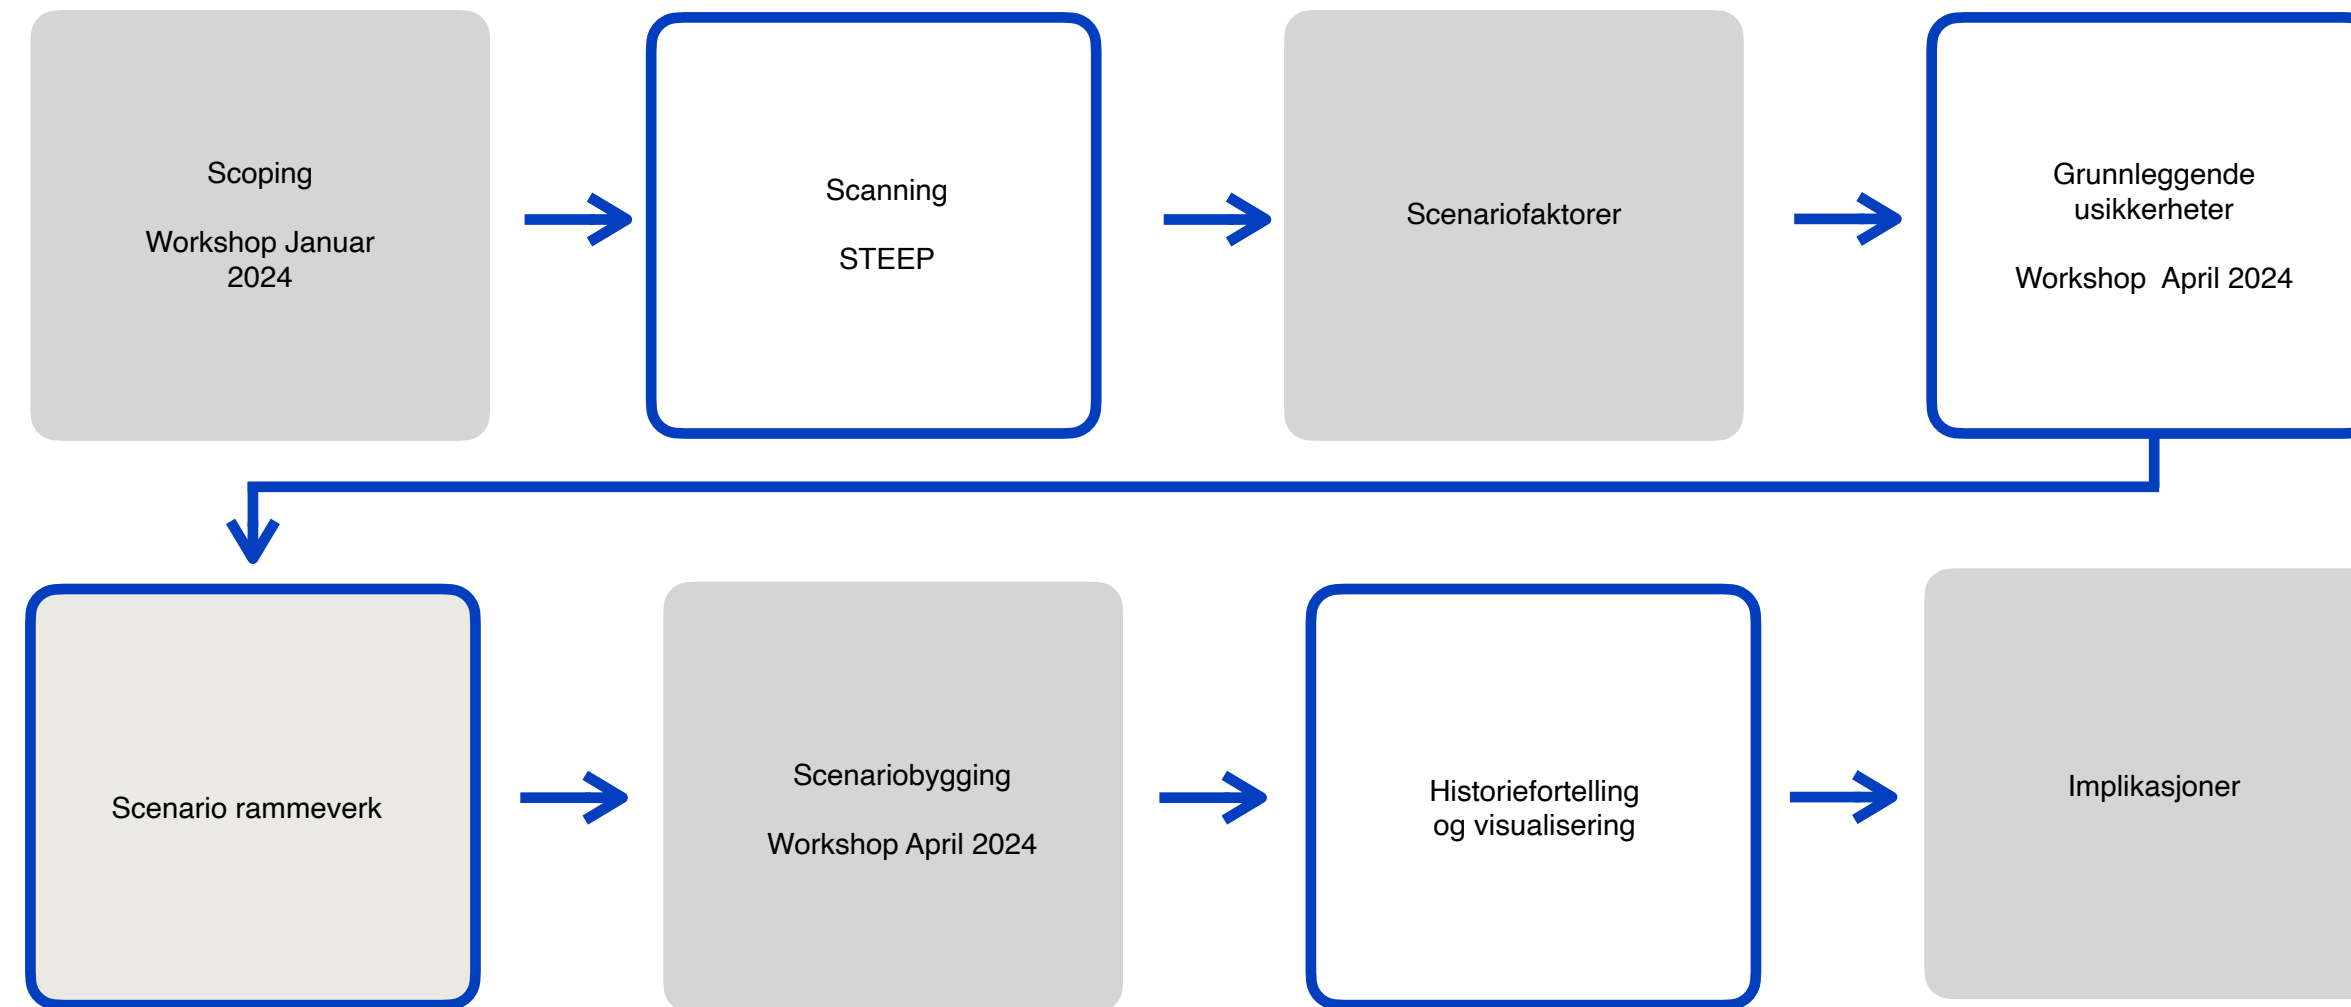 Scoping
Workshop Januar
2024
Scanning
STEEP
Scenariofaktorer
Grunnleggende
usikkerheter
Workshop  April 2024
Scenario rammeverk
Scenariobygging
Workshop April 2024
Historiefortelling
og visualisering
Implikasjoner